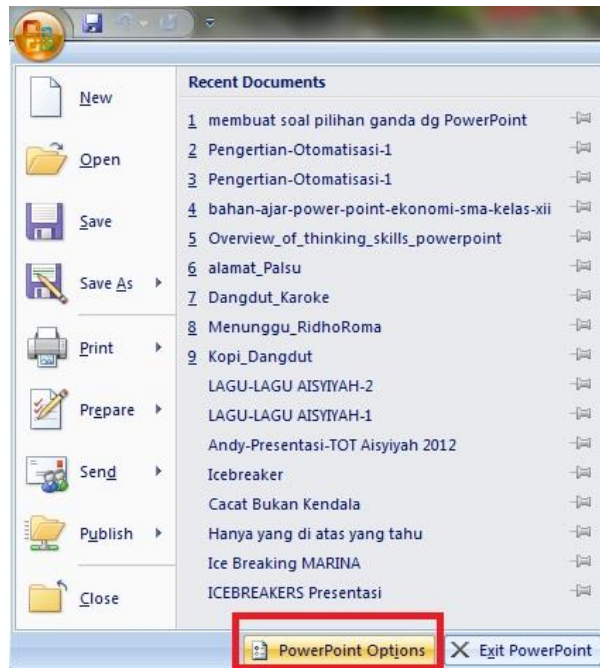 New
Open
Save
Save As
Print
Prepare
Send
Publish
Close
Recent Documents
1 membuat soal pilihan ganda dg PowerPoint
2 Pengertian-Otomatisasi-1
3 Pengertian-Otomatisasi-1
4 bahan-ajar-power-point-ekonomi-sma-kelas-xii
5 Overview_of_thinking_skills_powerpoint
6 alamat_Palsu
7 Dangdut_Karoke
8 Menunggu_RidhoRoma
9 Kopi_Dangdut
LAGU-LAGU AISYIYAH-2
LAGU-LAGU AISYIYAH-1
Andy-Presentasi-TOT Aisyiyah 2012
Icebreaker
Cacat Bukan Kendala
Hanya yang di atas yang tahu
Ice Breaking MARINA
ICEBREAKERS Presentasi
PowerPoint Options
Exit PowerPoint